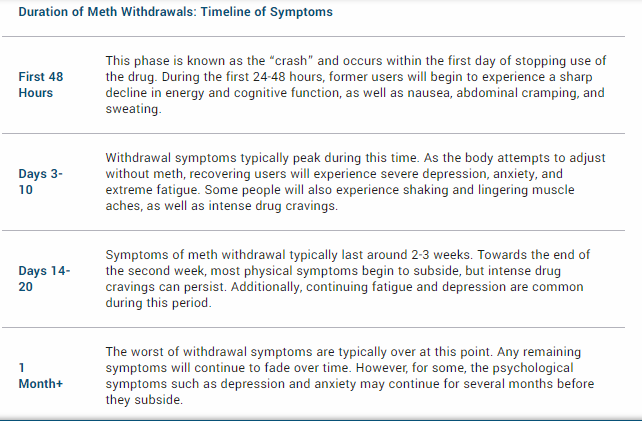 Duration of Meth Withdrawals: Timeline of Symptoms
First 48
Hours
This phase is known as the “crash” and occurs within the first day of stopping use of
the drug. During the first 24-48 hours, former users will begin to experience a sharp
decline in energy and cognitive function, as well as nausea, abdominal cramping, and
sweating.
Days 3-
10
Withdrawal symptoms typically peak during this time. As the body attempts to adjust
without meth, recovering users will experience severe depression, anxiety, and
extreme fatigue. Some people will also experience shaking and lingering muscle
aches, as well as intense drug cravings.
Days 14-
20
Symptoms of meth withdrawal typically last around 2-3 weeks. Towards the end of
the second week, most physical symptoms begin to subside, but intense drug
cravings can persist. Additionally, continuing fatigue and depression are common
during this period.
1
Month+
The worst of withdrawal symptoms are typically over at this point. Any remaining
symptoms will continue to fade over time. However, for some, the psychological
symptoms such as depression and anxiety may continue for several months before
they subside.